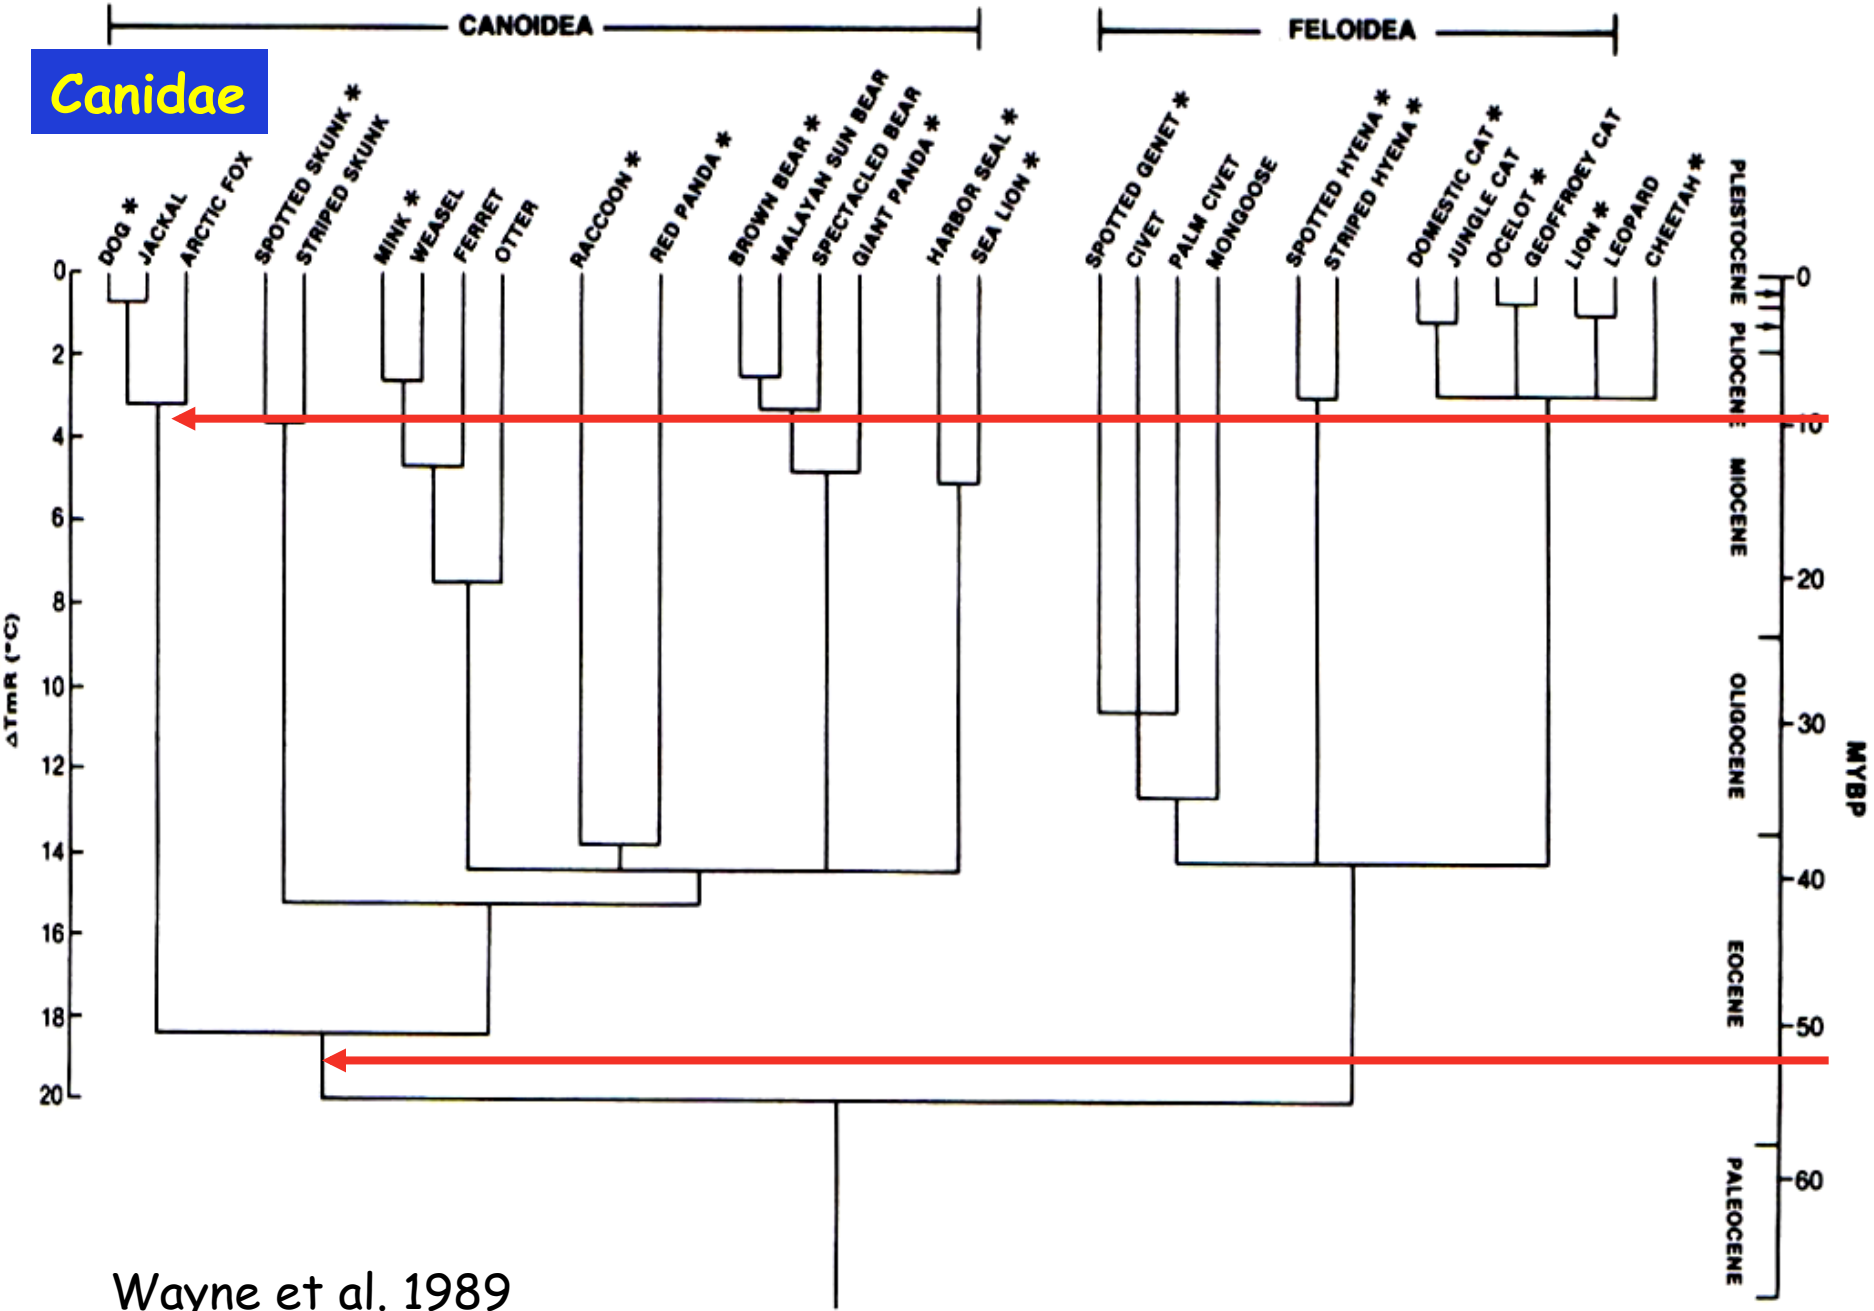 CANOIDEA
FELOIDEA
Canidae
DOG *
JACKAL
ARCTIC FOX
SPOTTED SKUNK *
STRIPED SKUNK
MINK *
WEASEL
FERRET
OTTER
RACCOON *
RED PANDA *
BROWN BEAR *
MALAYAN SUN BEAR
SPECTACLED BEAR
GIANT PANDA *
HARBOR SEAL *
SEA LION *
SPOTTED GENET *
CIVET
PALM CIVET
MONGOOSE
SPOTTED HYENA *
STRIPED HYENA *
DOMESTIC CAT *
JUNGLE CAT
OCELOT *
GEOFFROEY CAT
LION *
LEOPARD
CHEETAH *
0
2
4
6
8
10
12
14
16
18
20
ΔTmR (°C)
PLEISTOCENE
PLIOCENE
MIOCENE
OLIGOCENE
EOCENE
PALEOCENE
0
10
20
30
40
50
60
MYBP
Wayne et al. 1989